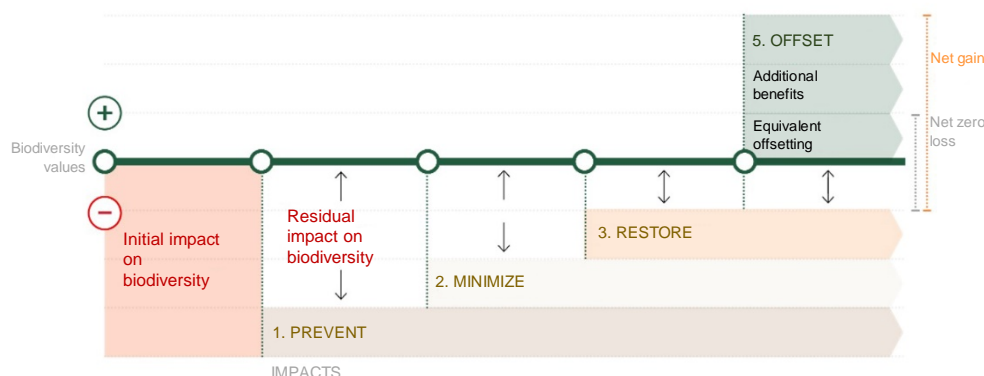 5. OFFSET
Net gain
Additional
benefits
+
Equivalent
offsetting
Net zero
loss
Biodiversity
values
−
Initial impact
on
biodiversity
Residual
impact on
biodiversity
3. RESTORE
2. MINIMIZE
1. PREVENT
IMPACTS